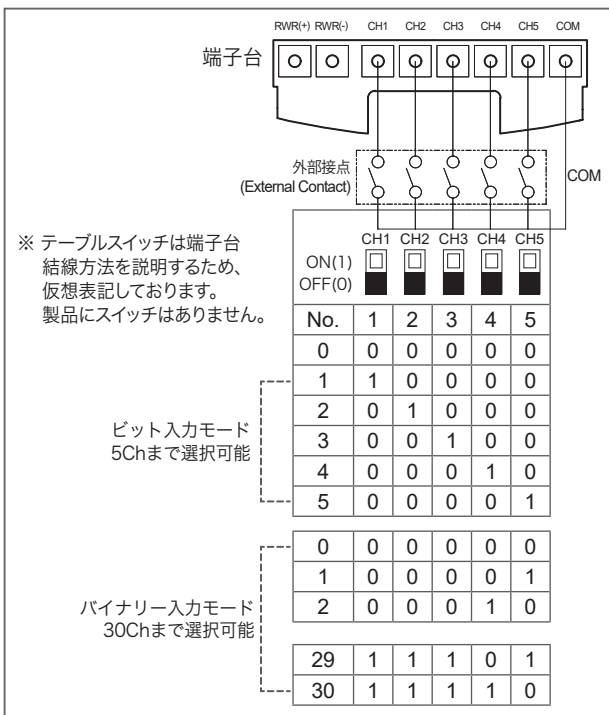 RWR(+) RWR(-) CH1 CH2 CH3 CH4 CH5 COM
端子台
外部接点
(External Contact)
COM
※ テーブルスイッチは端子台
結線方法を説明するため、
仮想表記しております。
製品にスイッチはありません。
CH1 CH2 CH3 CH4 CH5
ON(1)
OFF(0)
No. 1 2 3 4 5
0 0 0 0 0 0
1 1 0 0 0 0
2 0 1 0 0 0
3 0 0 1 0 0
4 0 0 0 1 0
5 0 0 0 0 1
ビット入力モード
5Chまで選択可能
0 0 0 0 0 0
1 0 0 0 0 1
2 0 0 0 1 0
バイナリー入力モード
30Chまで選択可能
29 1 1 1 0 1
30 1 1 1 1 0